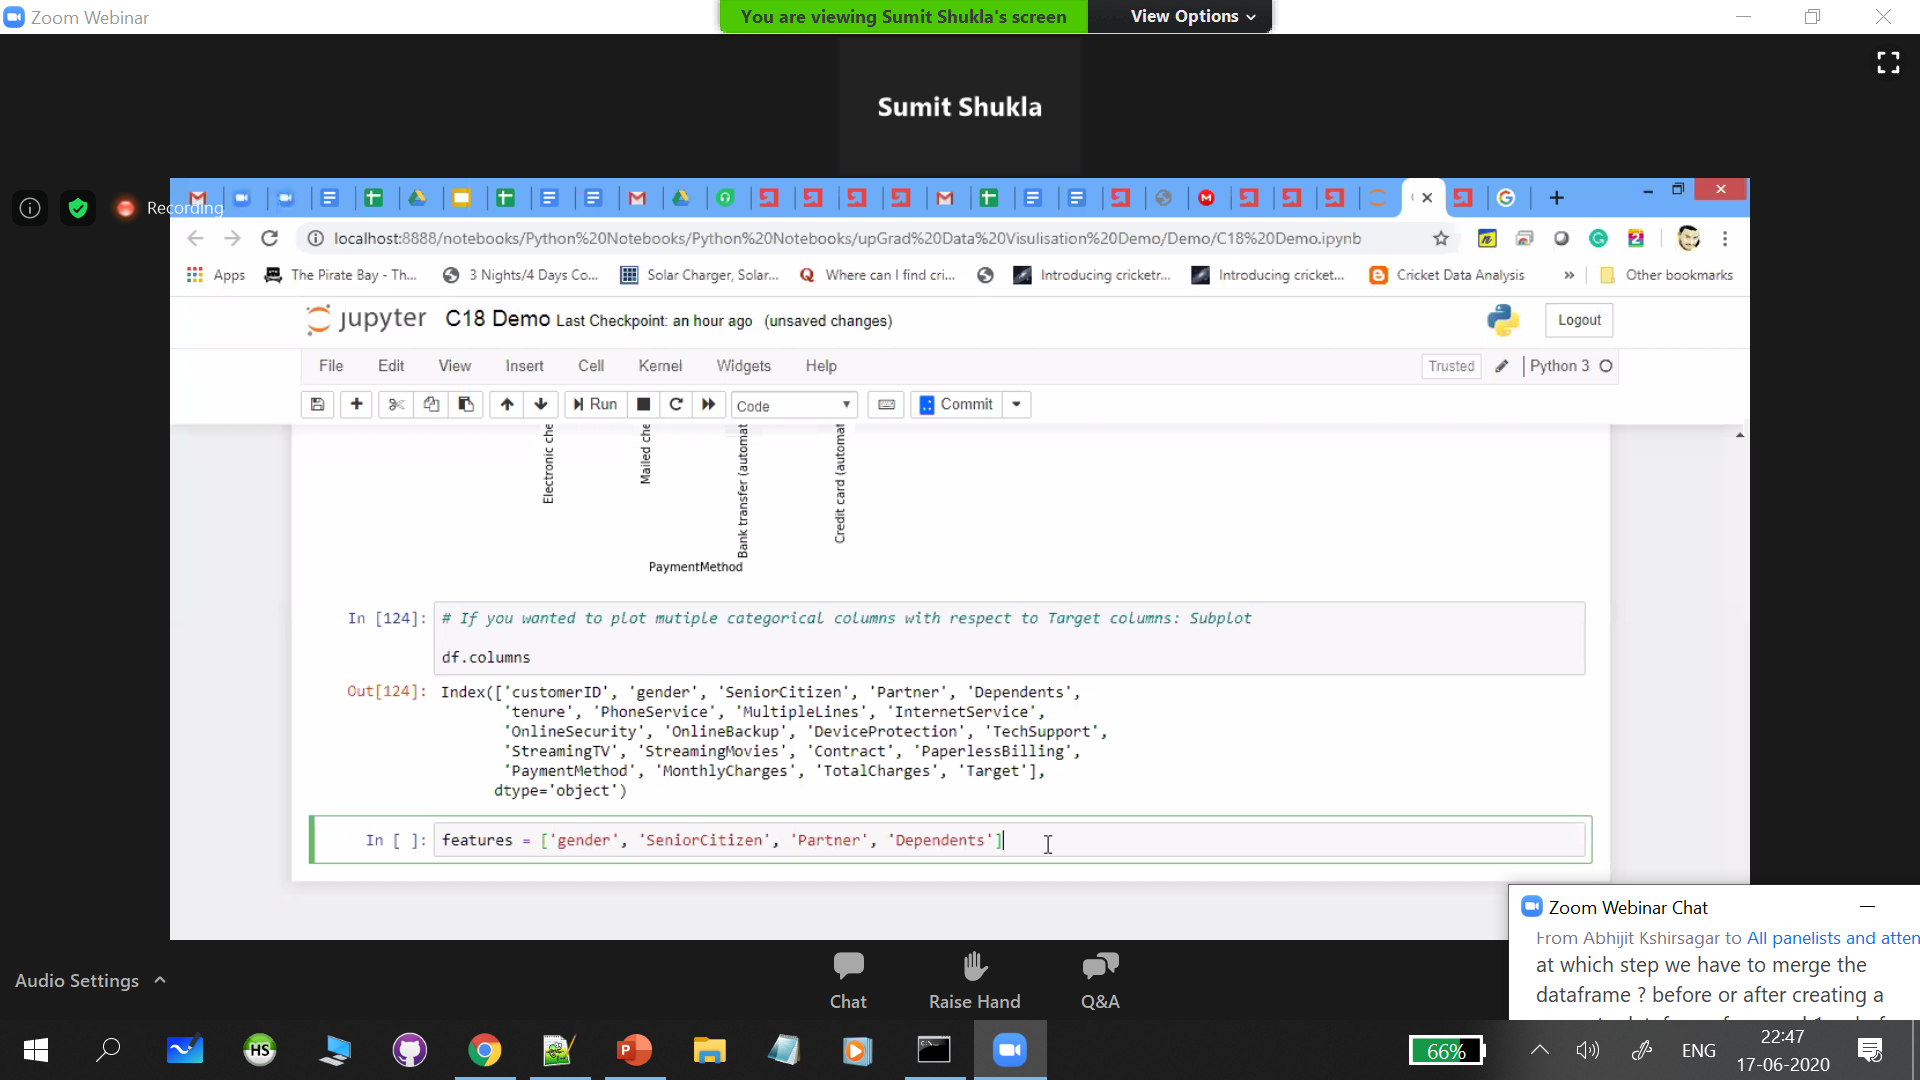 Zoom Webinar
You are viewing Sumit Shukla's screen
View Options
Sumit Shukla
Recording
localhost:8888/notebooks/Python%20Notebooks/Python%20Notebooks/upGrad%20Data%20Visulisation%20Demo/Demo/C18%20Demo.ipynb
Apps
The Pirate Bay - Th...
3 Nights/4 Days Co...
Solar Charger, Solar...
Where can I find cri...
Introducing cricketr...
Introducing cricket...
Cricket Data Analysis
»
Other bookmarks
jupyter C18 Demo Last Checkpoint: an hour ago (unsaved changes)
Logout
File Edit View Insert Cell Kernel Widgets Help
Trusted
Python 3
Run
Code
Commit
Electronic che
Mailed che
Bank transfer (automat
Credit card (automat
PaymentMethod
In [124]: # If you wanted to plot mutiple categorical columns with respect to Target columns: Subplot
df.columns
Out[124]: Index(['customerID', 'gender', 'SeniorCitizen', 'Partner', 'Dependents',
'tenure', 'PhoneService', 'MultipleLines', 'InternetService',
'OnlineSecurity', 'OnlineBackup', 'DeviceProtection', 'TechSupport',
'StreamingTV', 'StreamingMovies', 'Contract', 'PaperlessBilling',
'PaymentMethod', 'MonthlyCharges', 'TotalCharges', 'Target'],
dtype='object')
In [ ]: features = ['gender', 'SeniorCitizen', 'Partner', 'Dependents']
Zoom Webinar Chat
From Abhijit Kshirsagar to All panelists and atten
at which step we have to merge the
dataframe ? before or after creating a
Audio Settings
Chat
Raise Hand
Q&A
HS
66%
ENG
22:47
17-06-2020